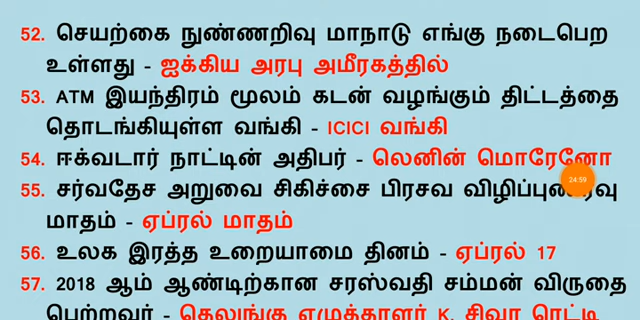 52. செயற்கை நுண்ணறிவு மாநாடு எங்கு நடைபெற
உள்ளது - ஐக்கிய அரபு அமீரகத்தில்
53. ATM இயந்திரம் மூலம் கடன் வழங்கும் திட்டத்தை
தொடங்கியுள்ள வங்கி - ICICI வங்கி
54. ஈக்வடார் நாட்டின் அதிபர் - லெனின் மொரேனோ
55. சர்வதேச அறுவை சிகிச்சை பிரசவ விழிப்புணர்வு
24:59
மாதம் - ஏப்ரல் மாதம்
56. உலக இரத்த உறையாமை தினம் - ஏப்ரல் 17
57. 2018 ஆம் ஆண்டிற்கான சரஸ்வதி சம்மன் விருதை
பெற்றவர் - தெலுங்கு எழுத்தாளர் K. சிவா ரெட்டி